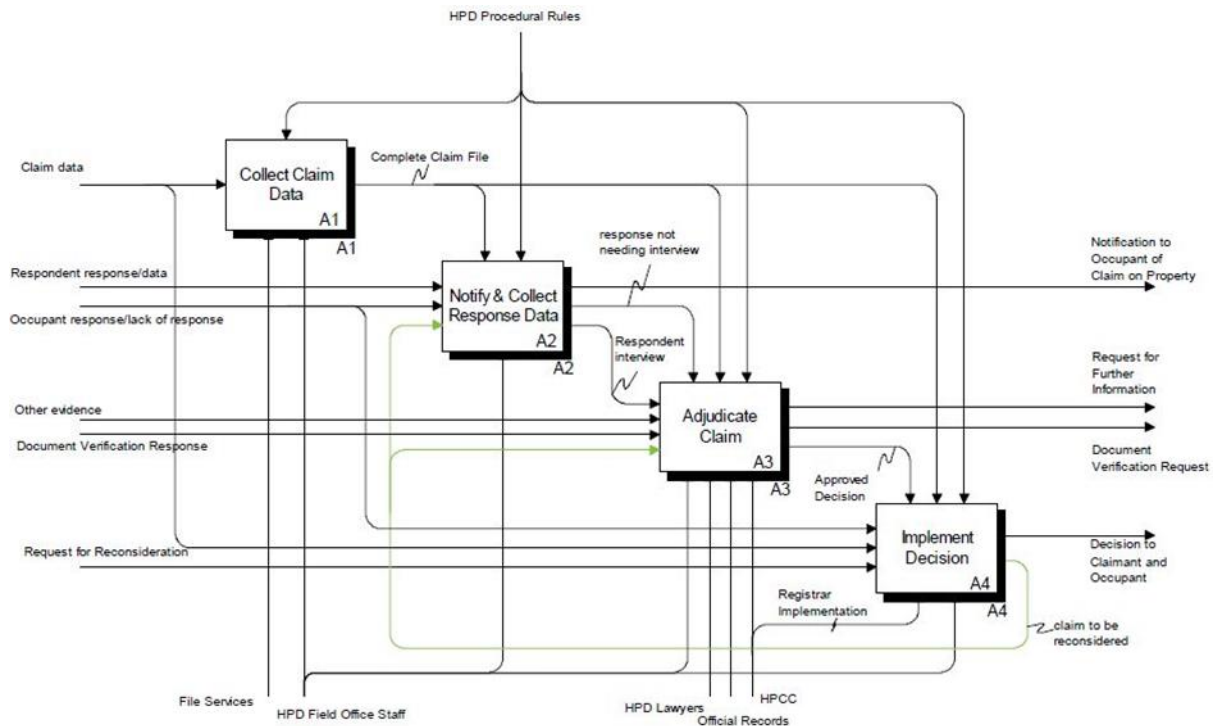 HPD Procedural Rules
Claim data
Collect Claim
Data
A1
A1
Complete Claim File
response not
needing interview
Notification to
Occupant of
Claim on Property
Respondent response/data
Occupant response/lack of response
Notify & Collect
Response Data
A2
A2
Respondent
interview
Request for
Further
Information
Other evidence
Document Verification Response
Adjudicate
Claim
A3
A3
Document
Verification Request
Approved
Decision
Request for Reconsideration
Implement
Decision
A4
A4
Decision to
Claimant and
Occupant
Registrar
Implementation
claim to be
reconsidered
File Services
HPD Field Office Staff
HPD Lawyers
Official Records
HPCC